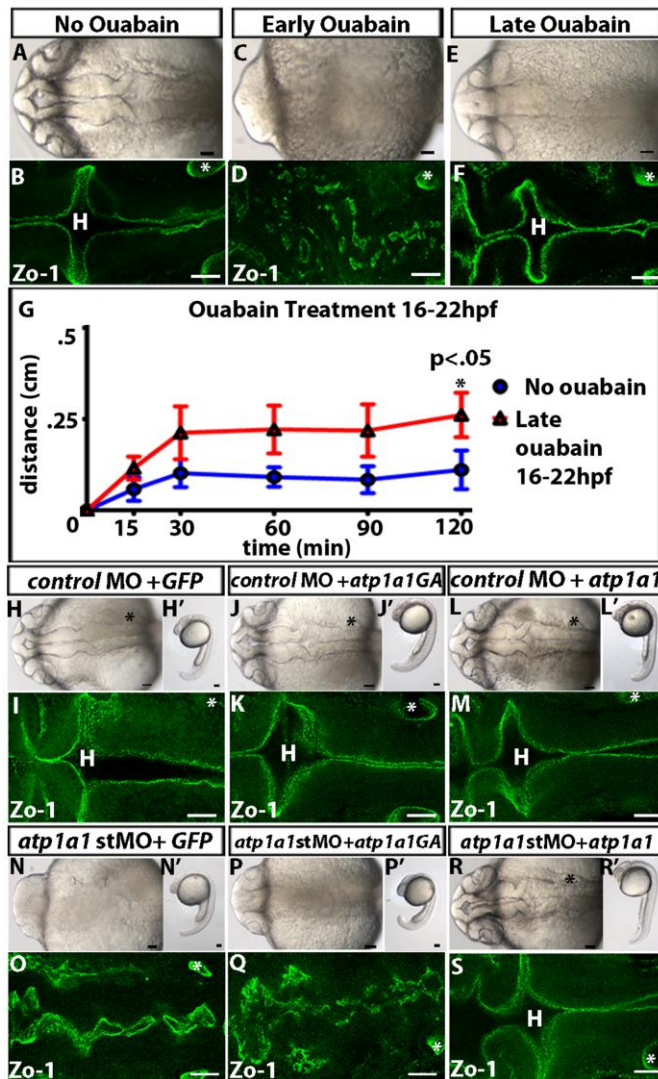 No Ouabain
Early Ouabain
Late Ouabain
A
C
E
B
H
Zo-1
*
D
Zo-1
*
F
H
Zo-1
*
G
Ouabain Treatment 16-22hpf
distance (cm)
.5
.25
0
15
30
60
90
120
time (min)
p<.05
*
No ouabain
Late
ouabain
16-22hpf
control MO + GFP
control MO + atp1a1GA
control MO + atp1a1
H
*
H'
J
*
J'
L
*
L'
I
H
Zo-1
*
K
H
Zo-1
*
M
H
Zo-1
*
atp1a1 stMO+ GFP
atp1a1stMO+atp1a1GA
atp1a1stMO+atp1a1
N
N'
P
P'
R
*
R'
O
Zo-1
*
Q
Zo-1
*
S
H
Zo-1
*